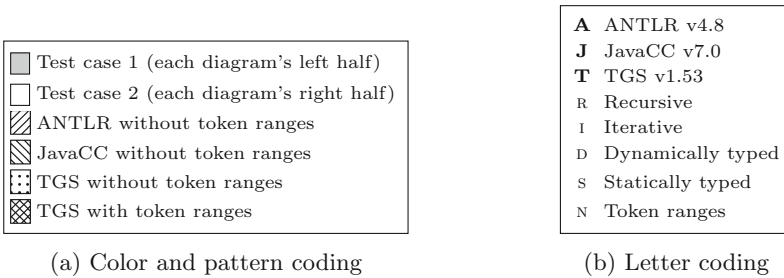 Test case 1 (each diagram's left half)
Test case 2 (each diagram's right half)
ANTLR without token ranges
JavaCC without token ranges
TGS without token ranges
TGS with token ranges
(a) Color and pattern coding
A ANTLR v4.8
J JavaCC v7.0
T TGS v1.53
R Recursive
I Iterative
D Dynamically typed
S Statically typed
N Token ranges
(b) Letter coding